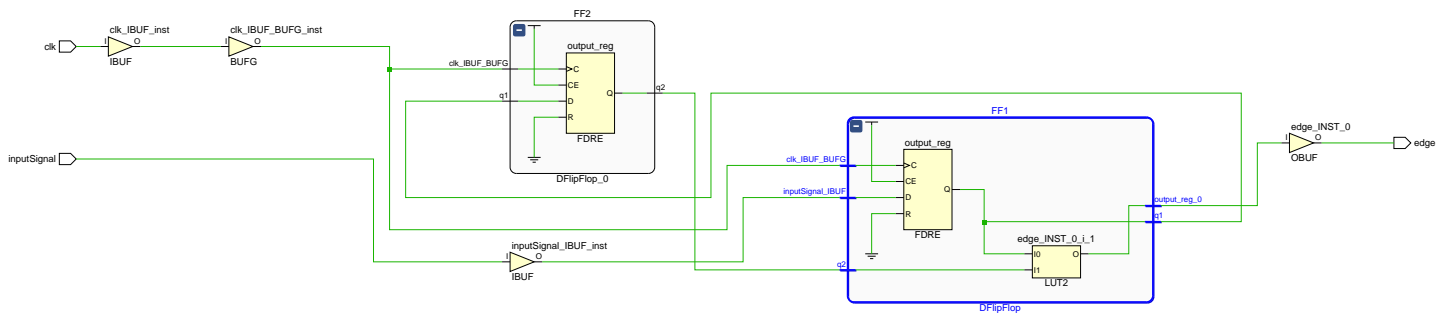 clk
I
clk_IBUF_inst
O
IBUF
I
clk_IBUF_BUFG_inst
O
BUFG
FF2
output_reg
clk_IBUF_BUFG
C
CE
q1
D
R
Q
q2
FDRE
DFlipFlop_0
inputSignal
I
inputSignal_IBUF_inst
O
IBUF
FF1
output_reg
clk_IBUF_BUFG
C
CE
inputSignal_IBUF
D
R
Q
FDRE
q2
edge_INST_0_i_1
I0
I1
O
LUT2
output_reg_0
q1
DFlipFlop
edge_INST_0
I
O
OBUF
edge